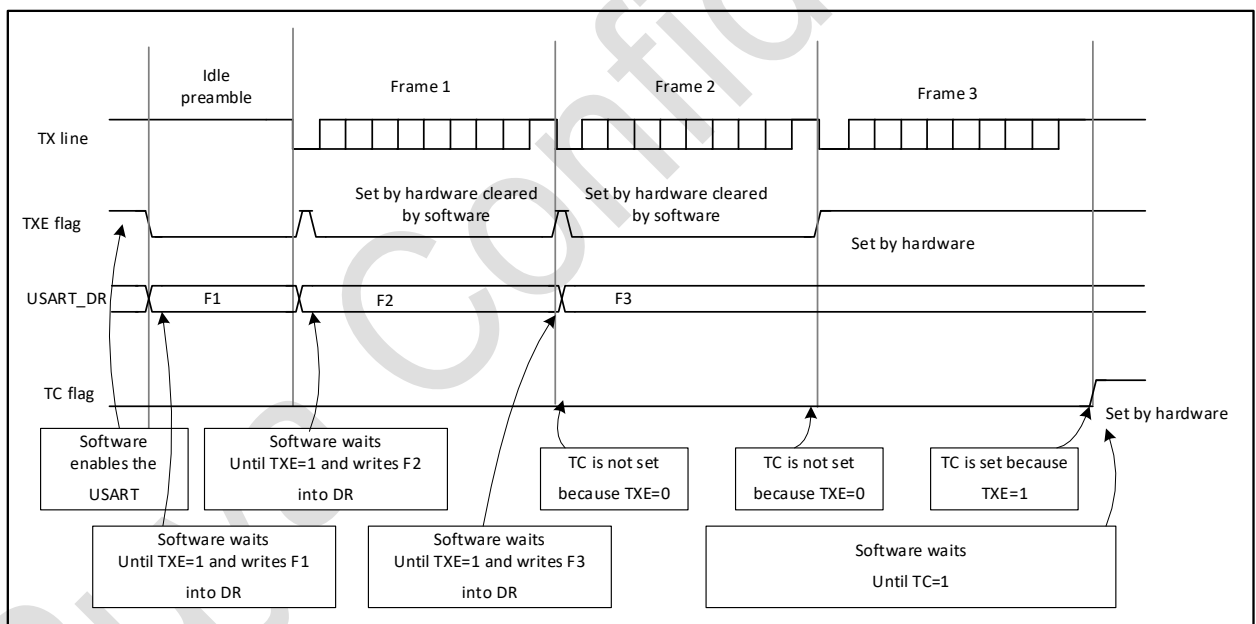 Idle
preamble
Frame 1
Frame 2
Frame 3
TX line
Set by hardware cleared
by software
Set by hardware cleared
by software
TXE flag
Set by hardware
USART_DR
F1
F2
F3
TC flag
Set by hardware
Software
enables the
USART
Software waits
Until TXE=1 and writes F2
into DR
TC is not set
because TXE=0
TC is not set
because TXE=0
TC is set because
TXE=1
Software waits
Until TXE=1 and writes F1
into DR
Software waits
Until TXE=1 and writes F3
into DR
Software waits
Until TC=1